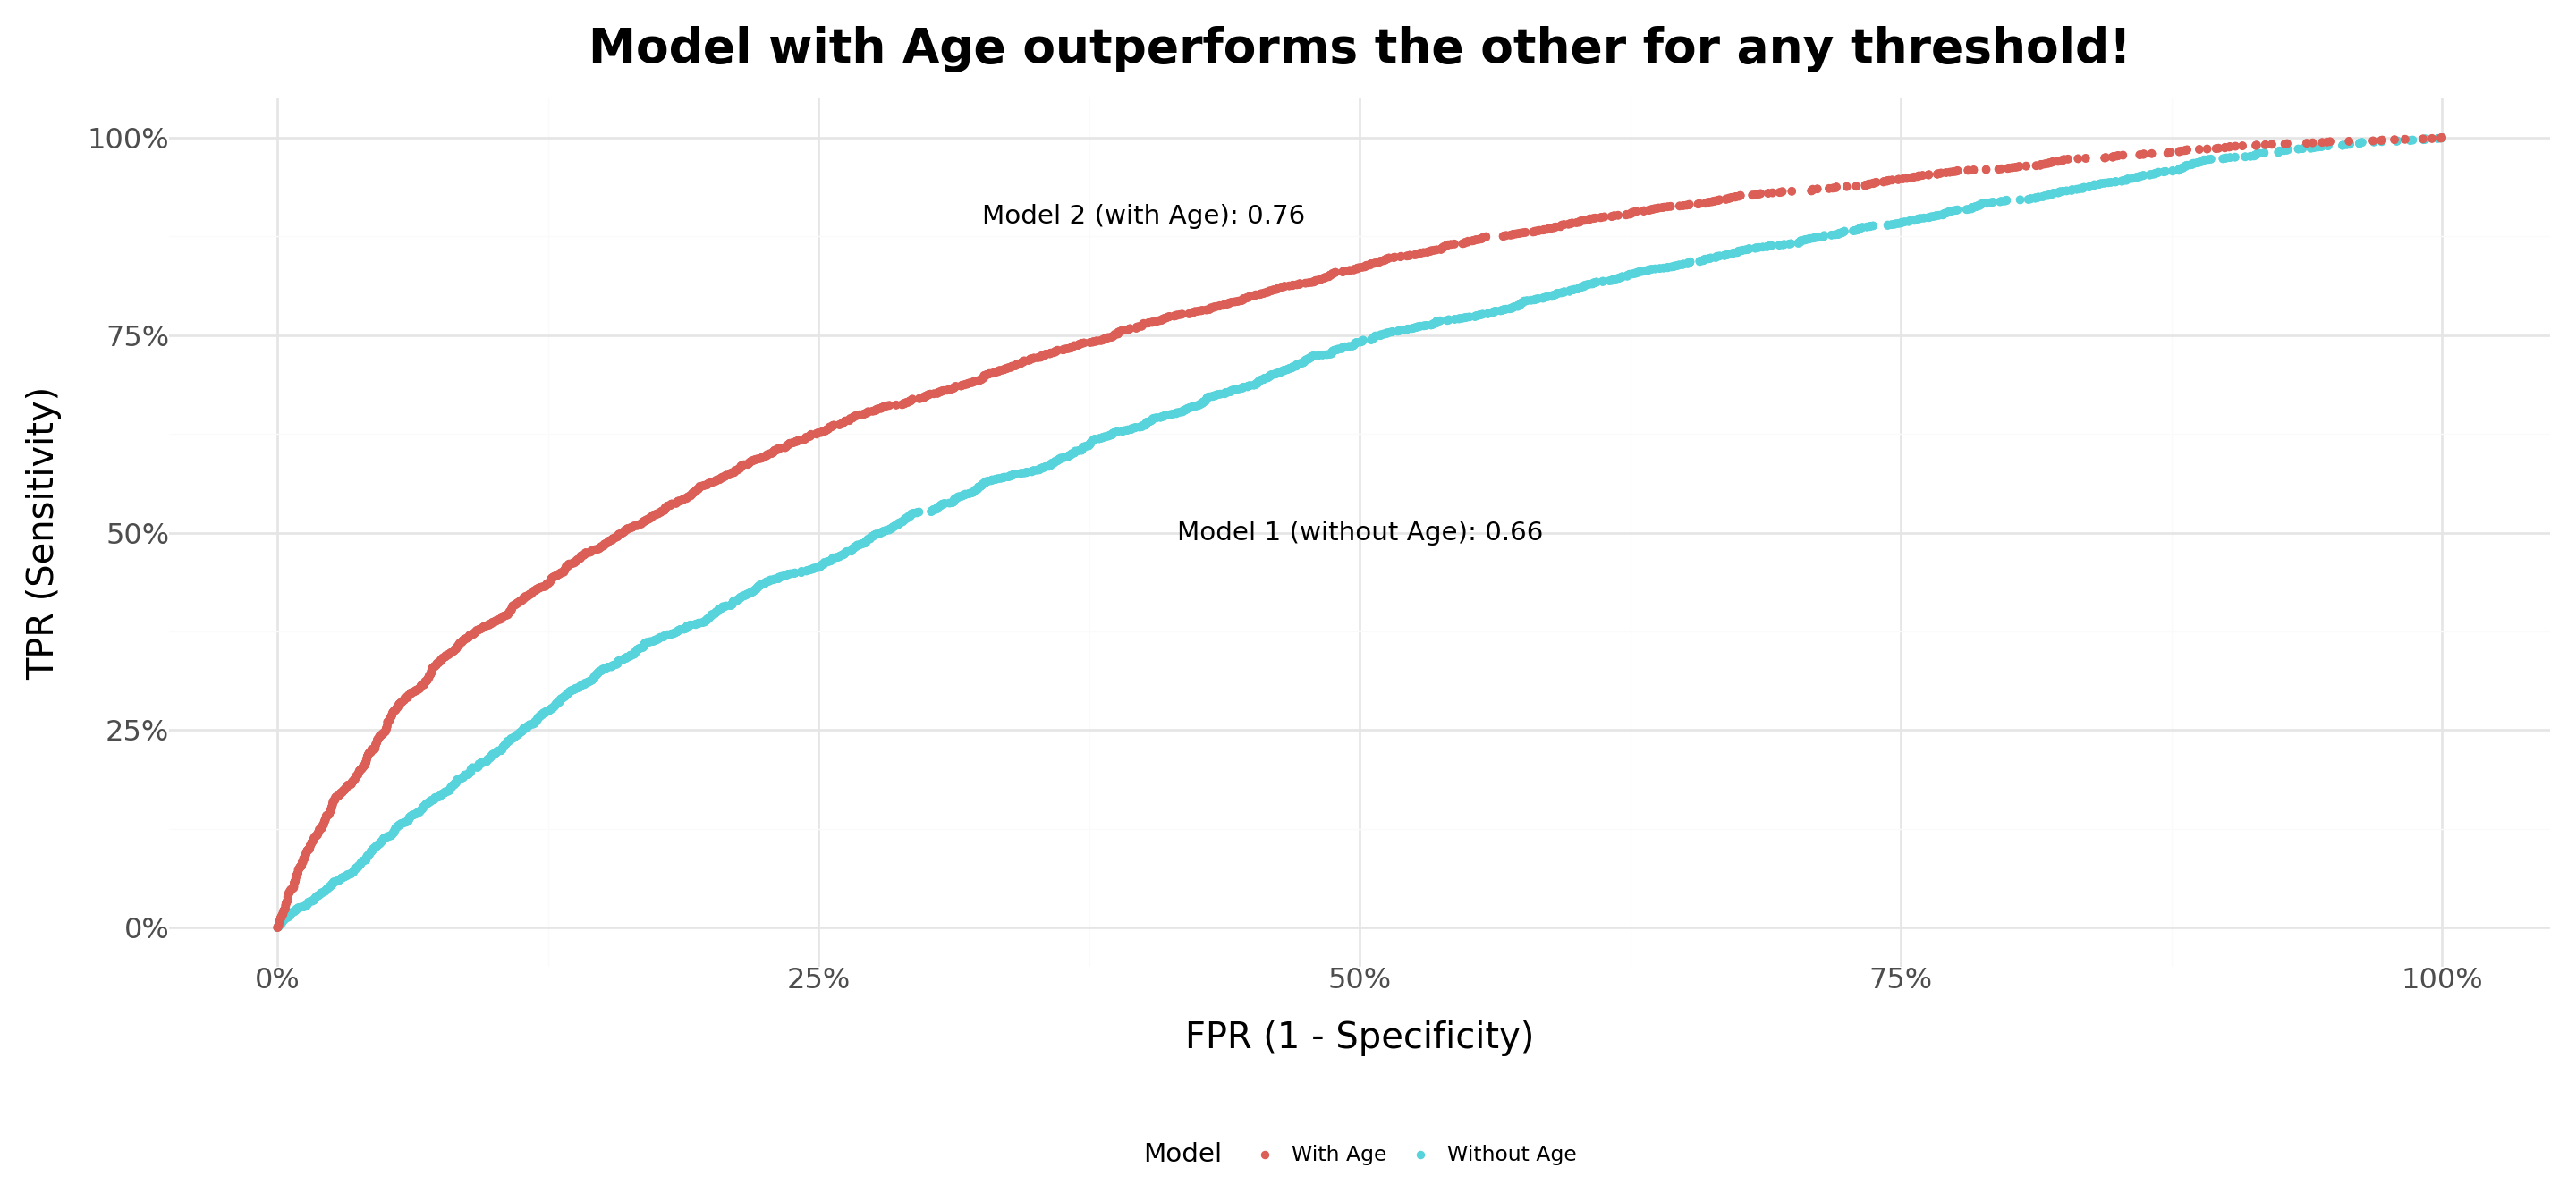 Model with Age outperforms the other for any threshold!
100%
Model 2 (with Age): 0.76
75%
50%
Model 1 (without Age): 0.66
25%
0%
TPR (Sensitivity)
0% 25% 50% 75% 100%
FPR (1 - Specificity)
Model With Age Without Age